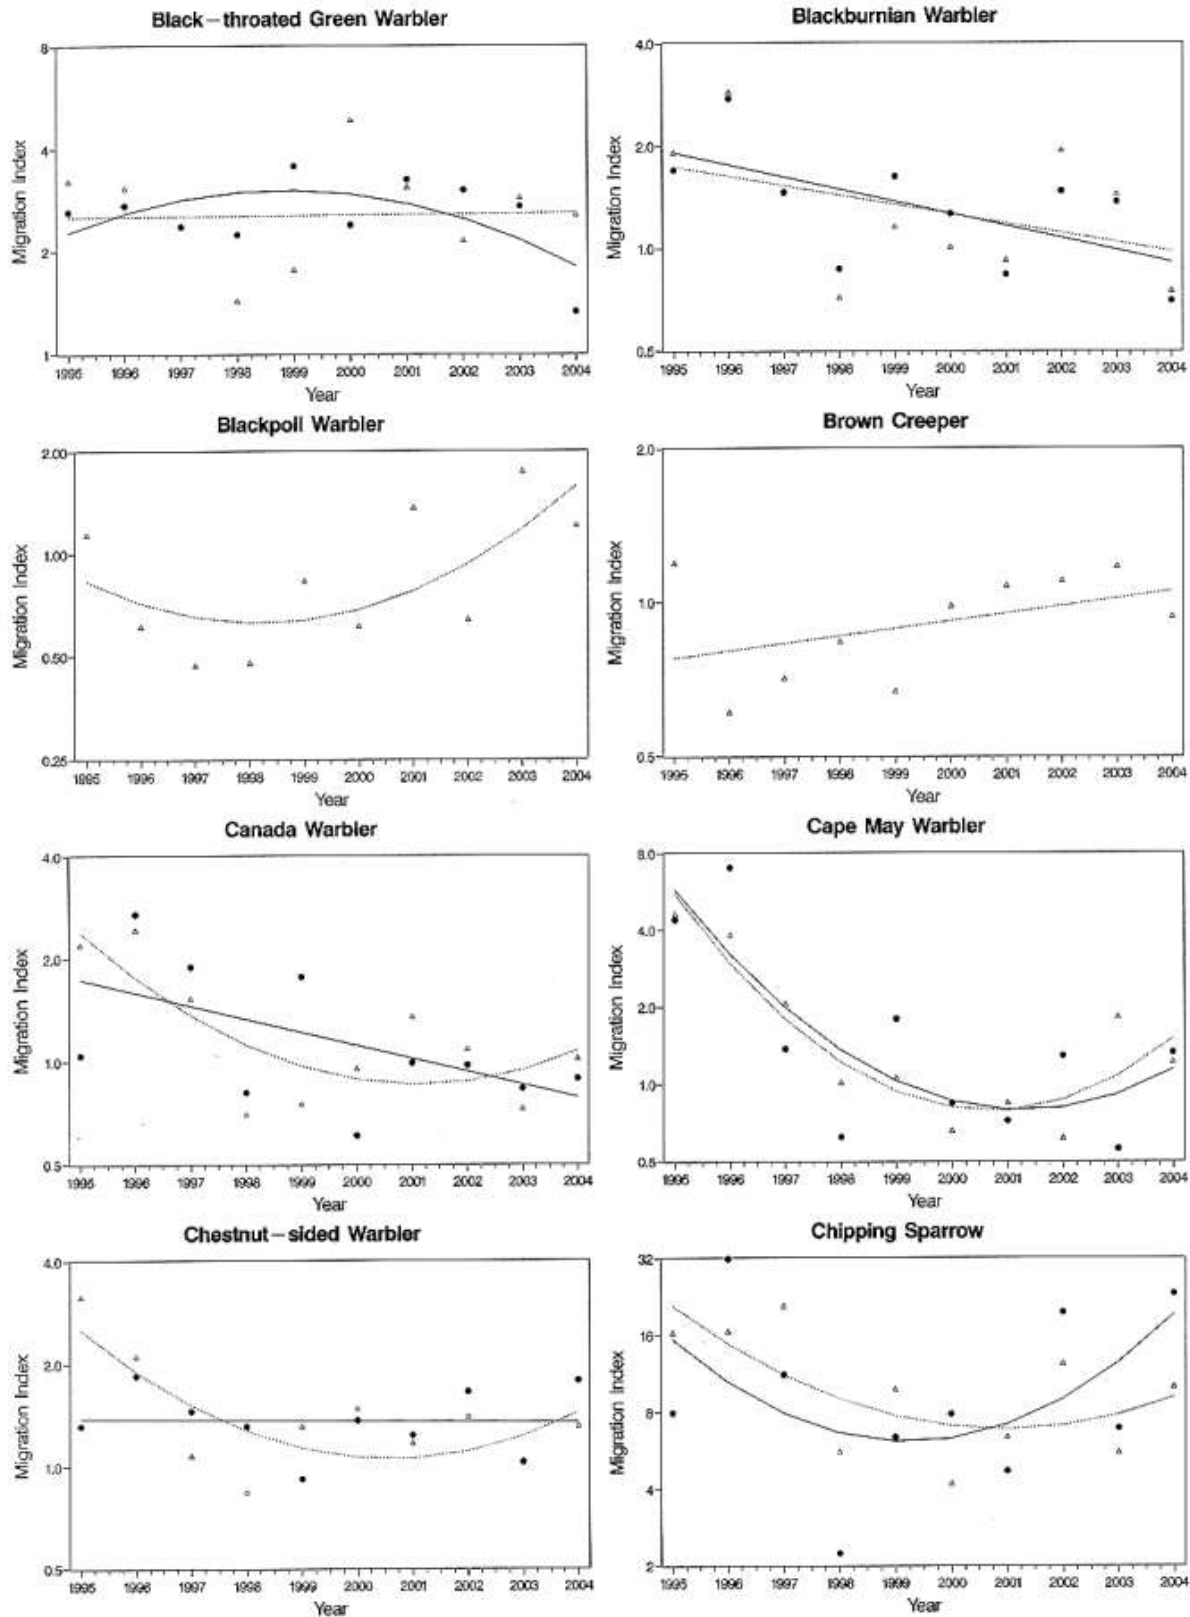 Black–throated Green Warbler
8
4
2
1
Migration Index
1995 1996 1997 1998 1999 2000 2001 2002 2003 2004
Year
Blackburnian Warbler
4.0
2.0
1.0
0.5
Migration Index
1995 1996 1997 1998 1999 2000 2001 2002 2003 2004
Year
Blackpoll Warbler
2.00
1.00
0.50
0.25
Migration Index
1995 1996 1997 1998 1999 2000 2001 2002 2003 2004
Year
Brown Creeper
2.0
1.0
0.5
Migration Index
1995 1996 1997 1998 1999 2000 2001 2002 2003 2004
Year
Canada Warbler
4.0
2.0
1.0
0.5
Migration Index
1995 1996 1997 1998 1999 2000 2001 2002 2003 2004
Year
Cape May Warbler
8.0
4.0
2.0
1.0
0.5
Migration Index
1995 1996 1997 1998 1999 2000 2001 2002 2003 2004
Year
Chestnut–sided Warbler
4.0
2.0
1.0
0.5
Migration Index
1995 1996 1997 1998 1999 2000 2001 2002 2003 2004
Year
Chipping Sparrow
32
16
8
4
2
Migration Index
1995 1996 1997 1998 1999 2000 2001 2002 2003 2004
Year